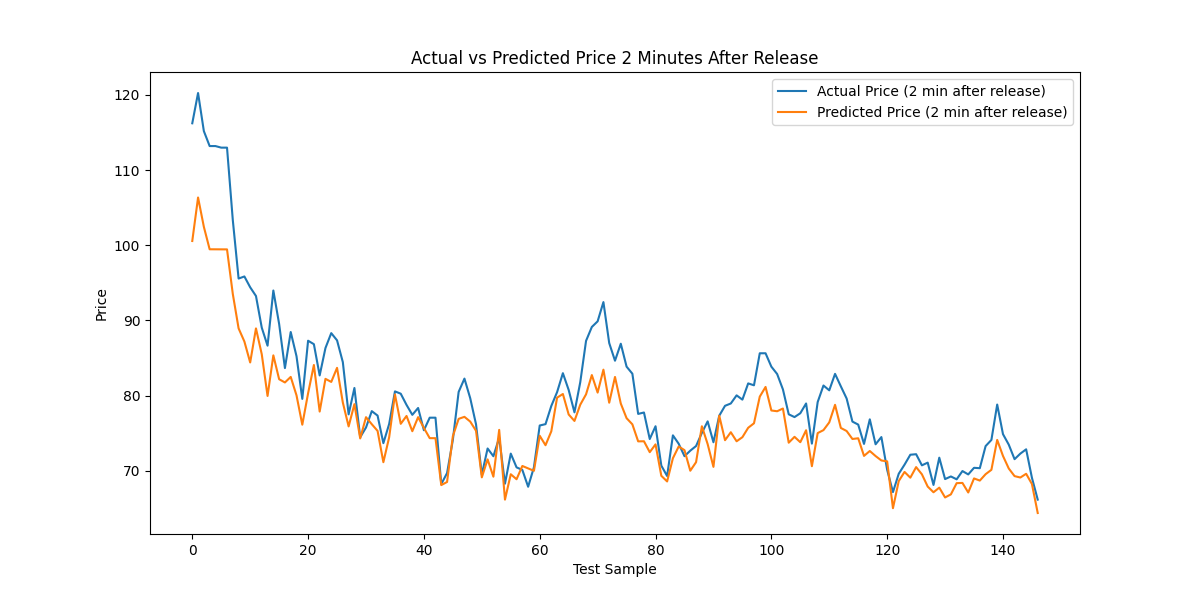 Actual vs Predicted Price 2 Minutes After Release
Actual Price (2 min after release)
Predicted Price (2 min after release)
Price
120
110
100
90
80
70
0 20 40 60 80 100 120 140
Test Sample